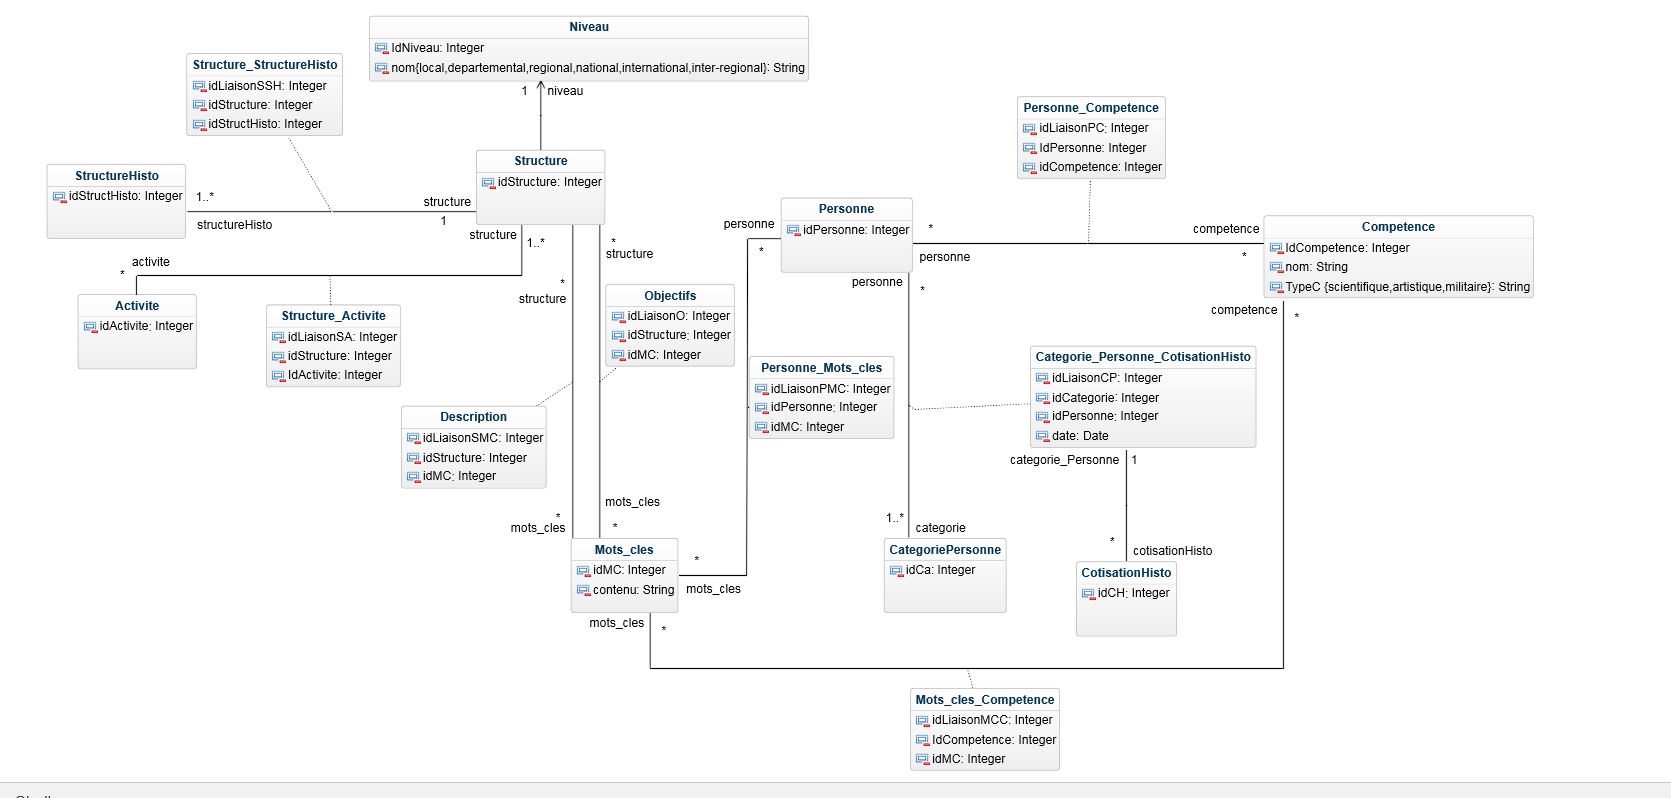 Niveau
IdNiveau: Integer
nom{local,departemental,regional,national,international,inter-regional}: String
1
niveau
Structure_StructureHisto
idLiaisonSSH: Integer
idStructure: Integer
idStructHisto: Integer
Personne_Competence
idLiaisonPC: Integer
IdPersonne: Integer
idCompetence: Integer
Structure
idStructure: Integer
StructureHisto
idStructHisto: Integer
1..*
structureHisto
structure
1
Personne
idPersonne: Integer
personne
*
*
personne
competence
*
Competence
IdCompetence: Integer
nom: String
TypeC {scientifique,artistique,militaire}: String
structure
1..*
*
structure
activite
*
*
structure
personne
*
competence
*
Activite
idActivite: Integer
Structure_Activite
idLiaisonSA: Integer
idStructure: Integer
IdActivite: Integer
Objectifs
idLiaisonO: Integer
idStructure: Integer
idMC: Integer
Personne_Mots_cles
idLiaisonPMC: Integer
idPersonne: Integer
idMC: Integer
Categorie_Personne_CotisationHisto
idLiaisonCP: Integer
idCategorie: Integer
idPersonne: Integer
date: Date
Description
idLiaisonSMC: Integer
idStructure: Integer
idMC: Integer
categorie_Personne
1
mots_cles
*
*
mots_cles
1..*
categorie
*
cotisationHisto
Mots_cles
idMC: Integer
contenu: String
*
mots_cles
CategoriePersonne
idCa: Integer
CotisationHisto
idCH: Integer
mots_cles
*
Mots_cles_Competence
idLiaisonMCC: Integer
IdCompetence: Integer
idMC: Integer